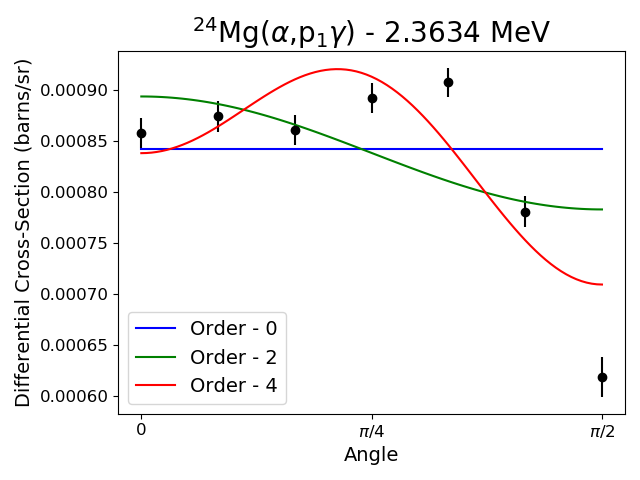 ²⁴Mg(α,p₁γ) - 2.3634 MeV
Differential Cross-Section (barns/sr)
0.00090
0.00085
0.00080
0.00075
0.00070
0.00065
0.00060
Order - 0
Order - 2
Order - 4
0 π/4 π/2
Angle